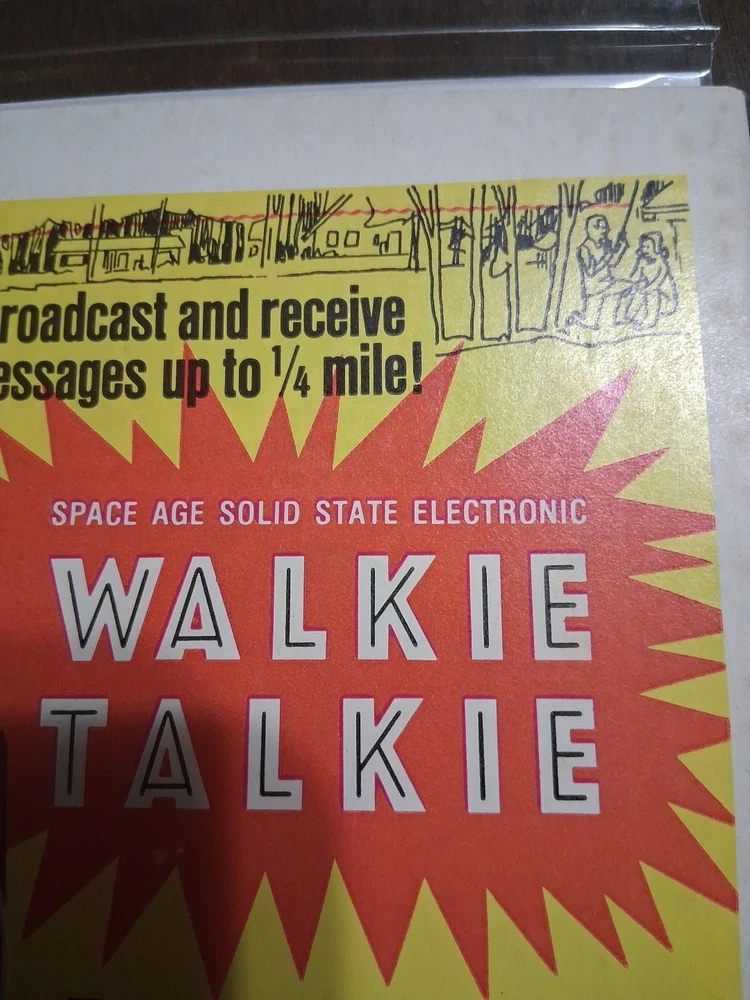 roadcast and receive
essages up to 1/4 mile!
SPACE AGE SOLID STATE ELECTRONIC
WALKIE
TALKIE